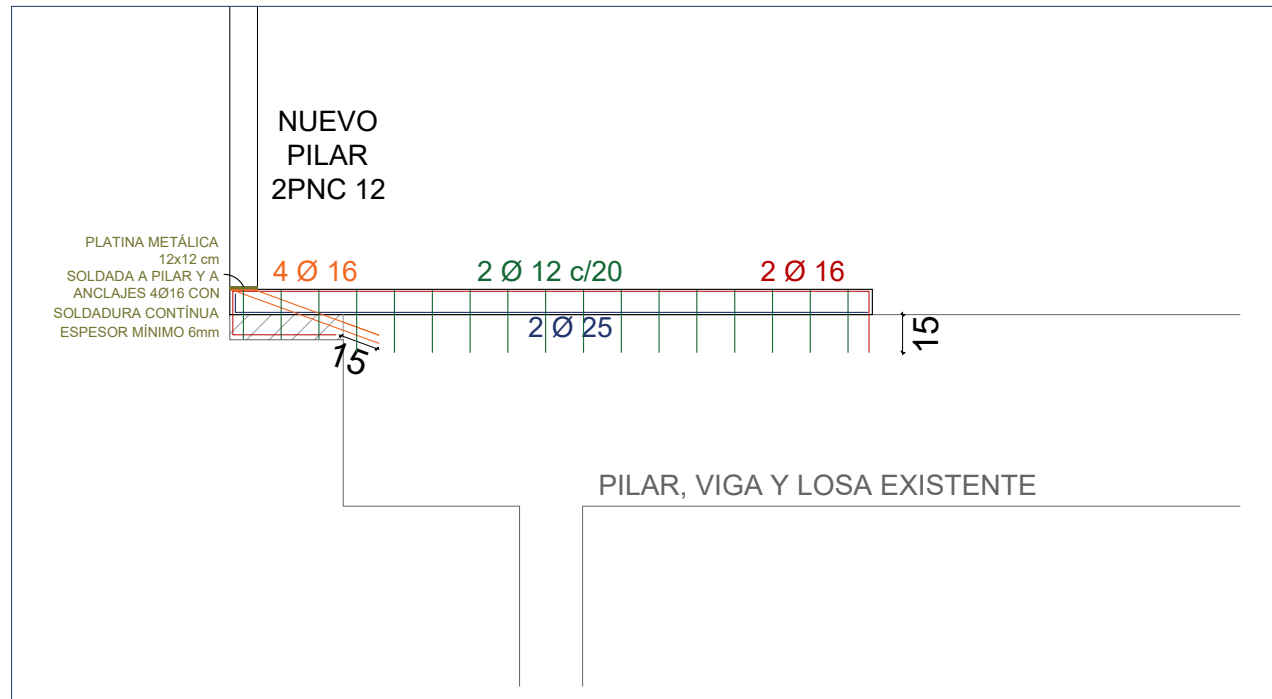 NUEVO
PILAR
2PNC 12
PLATINA METÁLICA
12x12 cm
SOLDADA A PILAR Y A
ANCLAJES 4Ø16 CON
SOLDADURA CONTÍNUA
ESPESOR MÍNIMO 6mm
4 Ø 16
2 Ø 12 c/20
2 Ø 16
2 Ø 25
15
15
PILAR, VIGA Y LOSA EXISTENTE